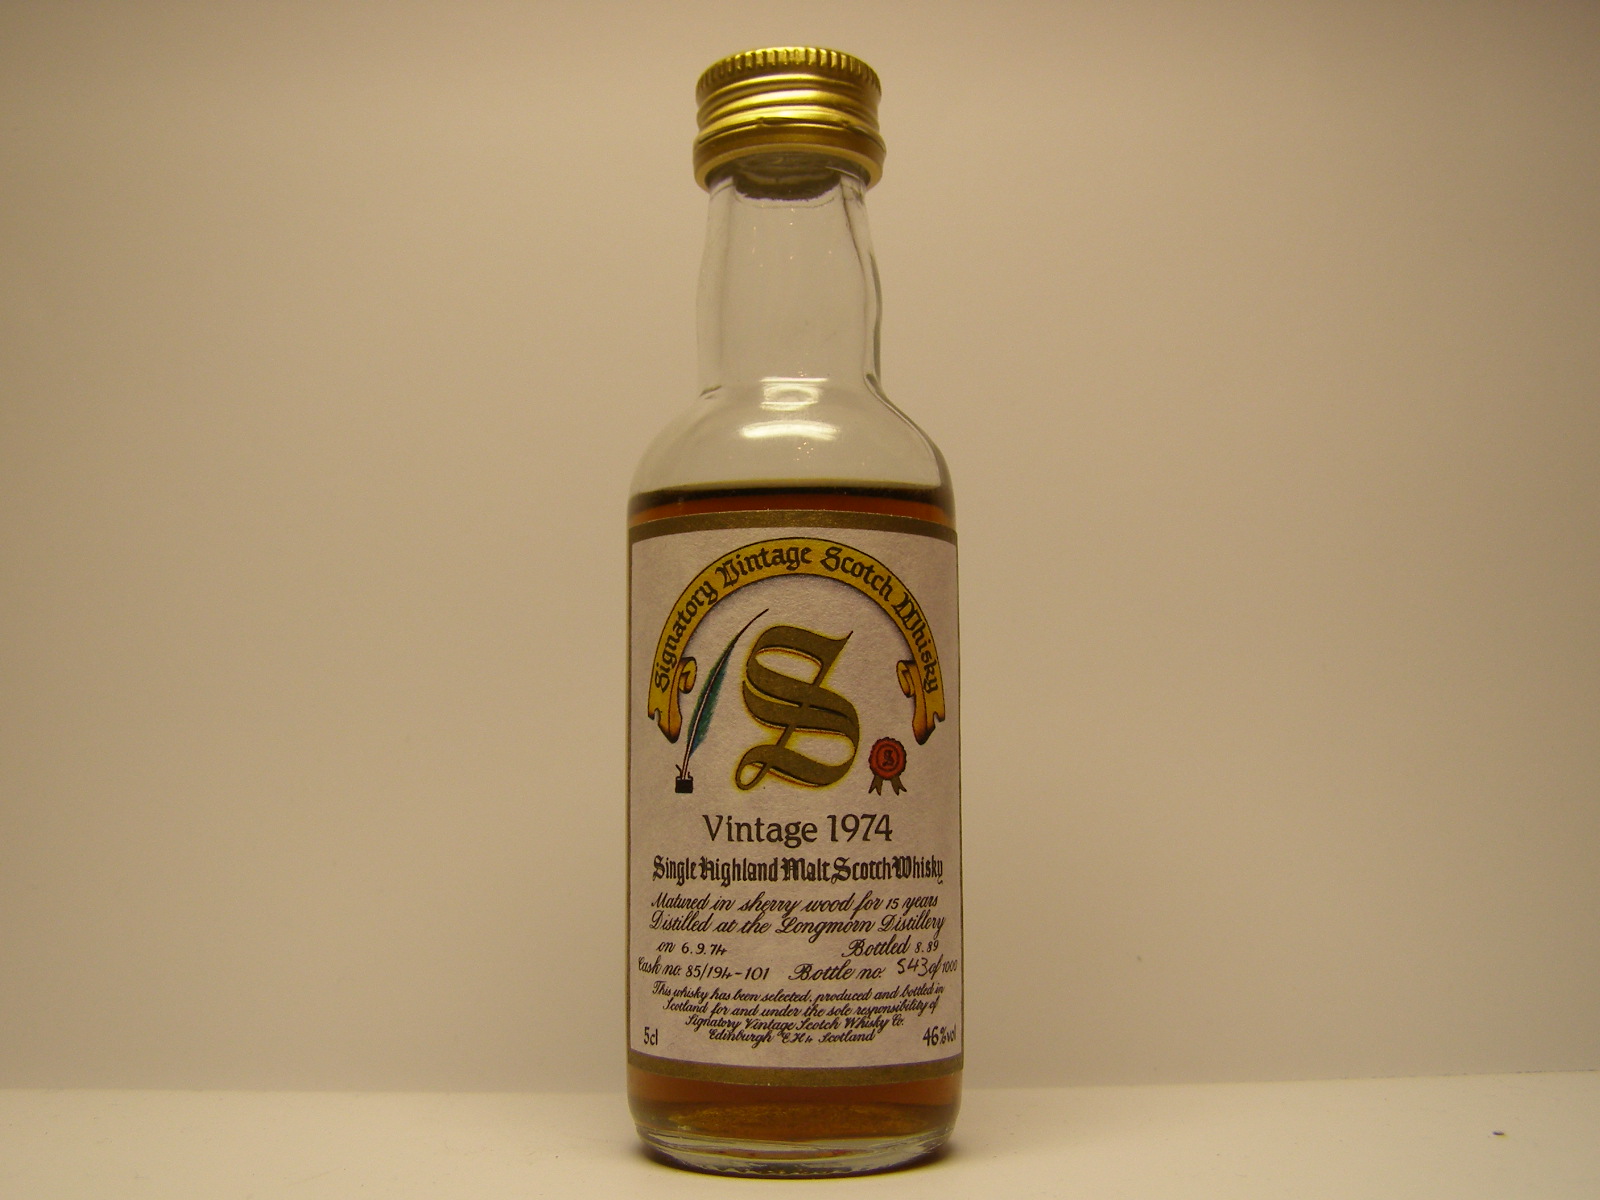 Signatory Vintage Scotch Whisky
S
S
Vintage 1974
Single Highland Malt Scotch Whisky
Matured in sherry wood for 15 years
Distilled at the Longmorn Distillery
on 6.9.74 Bottled 8.89
Cask no. 85/194-101 Bottle no. 543 of 1000
This whisky has been selected, produced and bottled in
Scotland for and under the sole responsibility of
Signatory Vintage Scotch Whisky Co.
Edinburgh EH4 Scotland
5cl 46%vol